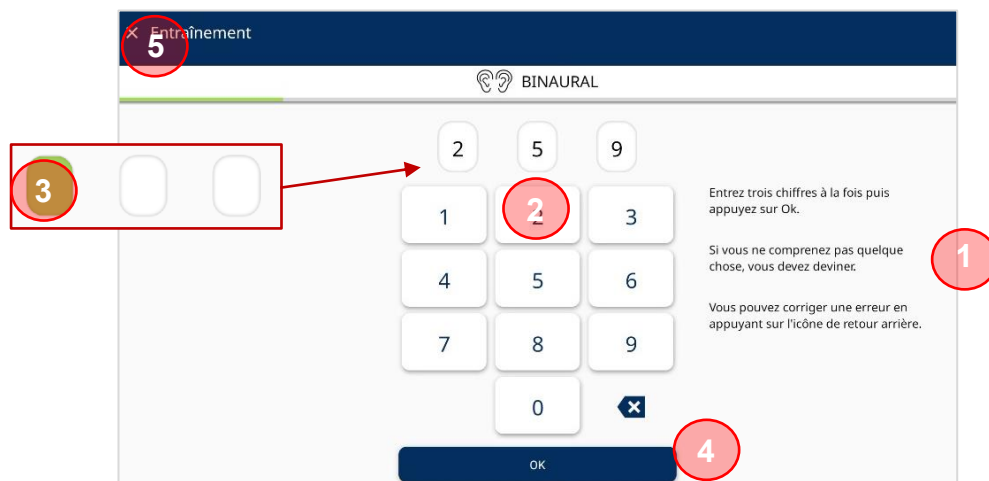 × Entraînement
5
BINAURAL
2 5 9
3
1 2 3
2
Entrez trois chiffres à la fois puis
appuyez sur Ok.
Si vous ne comprenez pas quelque
chose, vous devez deviner.
1
4 5 6
Vous pouvez corriger une erreur en
appuyant sur l'icône de retour arrière.
7 8 9
0
4
OK